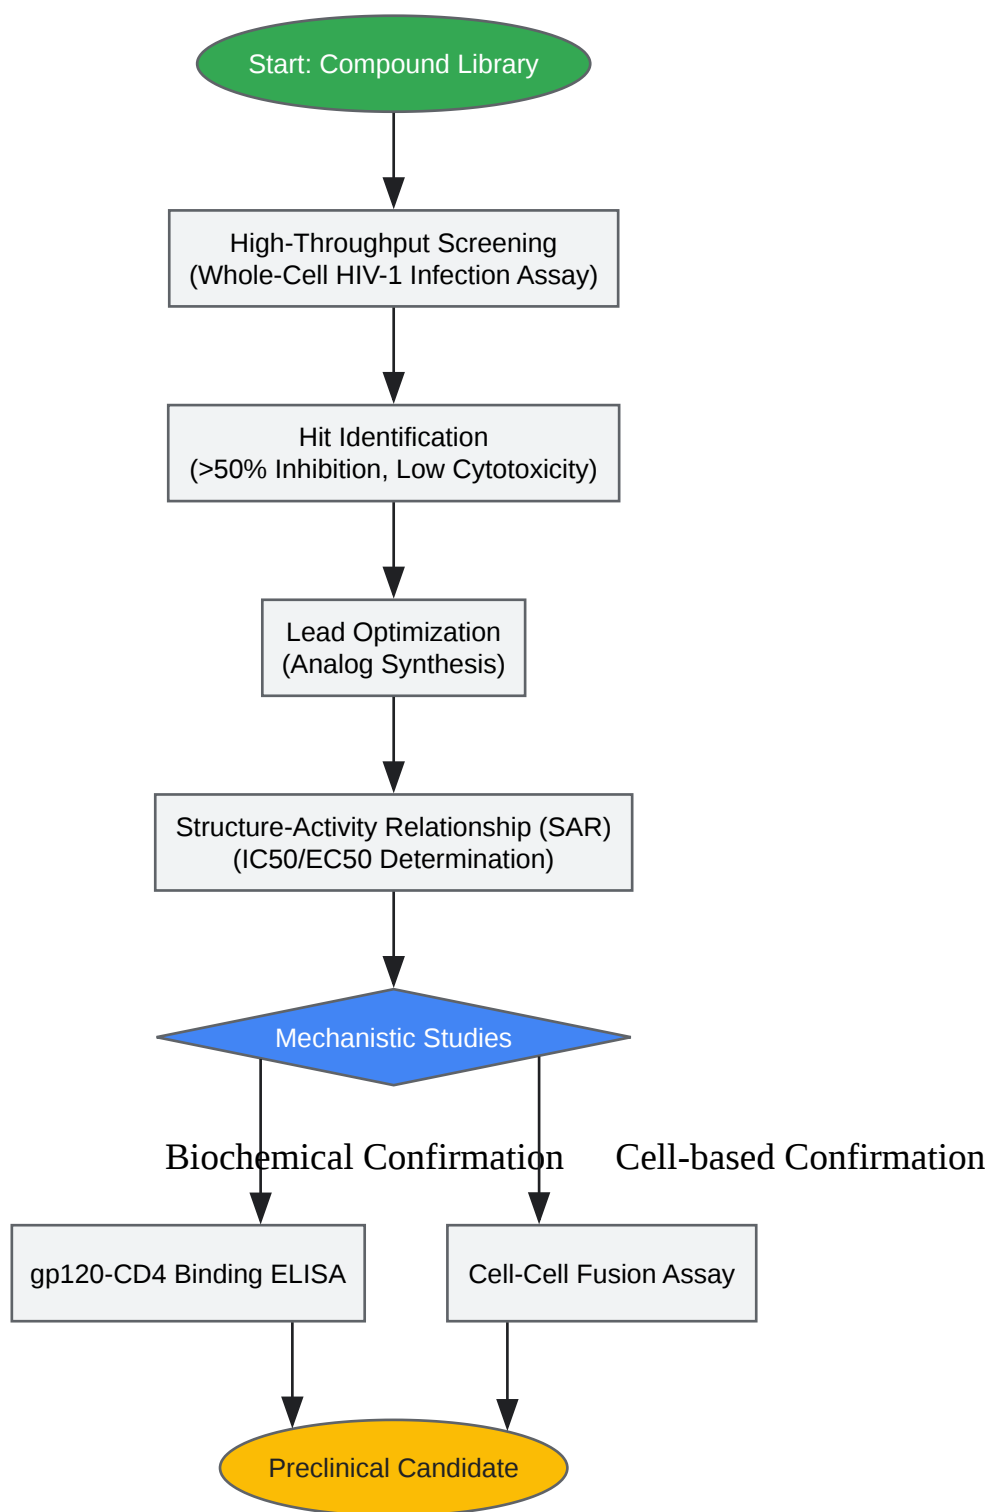 Start: Compound Library
High-Throughput Screening
(Whole-Cell HIV-1 Infection Assay)
Hit Identification
(>50% Inhibition, Low Cytotoxicity)
Lead Optimization
(Analog Synthesis)
Structure-Activity Relationship (SAR)
(IC50/EC50 Determination)
Mechanistic Studies
Biochemical Confirmation
Cell-based Confirmation
gp120-CD4 Binding ELISA
Cell-Cell Fusion Assay
Preclinical Candidate